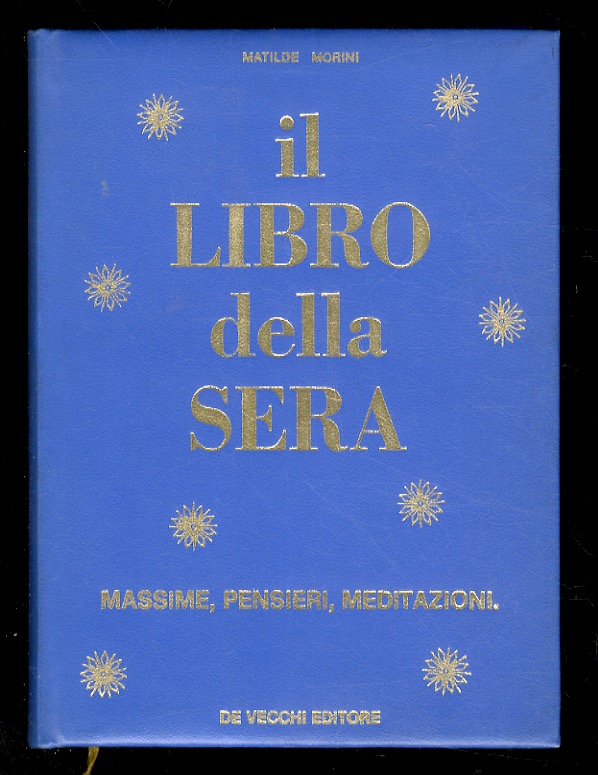 MATILDE MORINI
il
LIBRO
della
SERA
MASSIME, PENSIERI, MEDITAZIONI.
DE VECCHI EDITORE